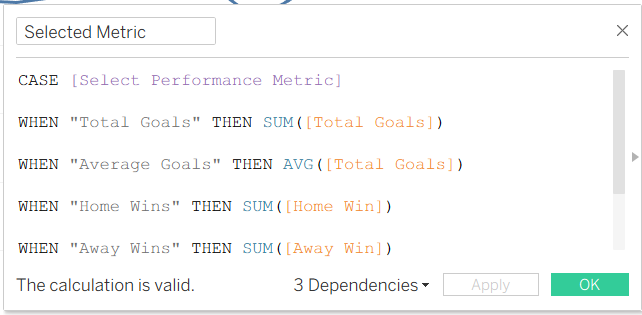 Selected Metric
CASE [Select Performance Metric]
WHEN "Total Goals" THEN SUM([Total Goals])
WHEN "Average Goals" THEN AVG([Total Goals])
WHEN "Home Wins" THEN SUM([Home Win])
WHEN "Away Wins" THEN SUM([Away Win])
The calculation is valid. 3 Dependencies Apply OK